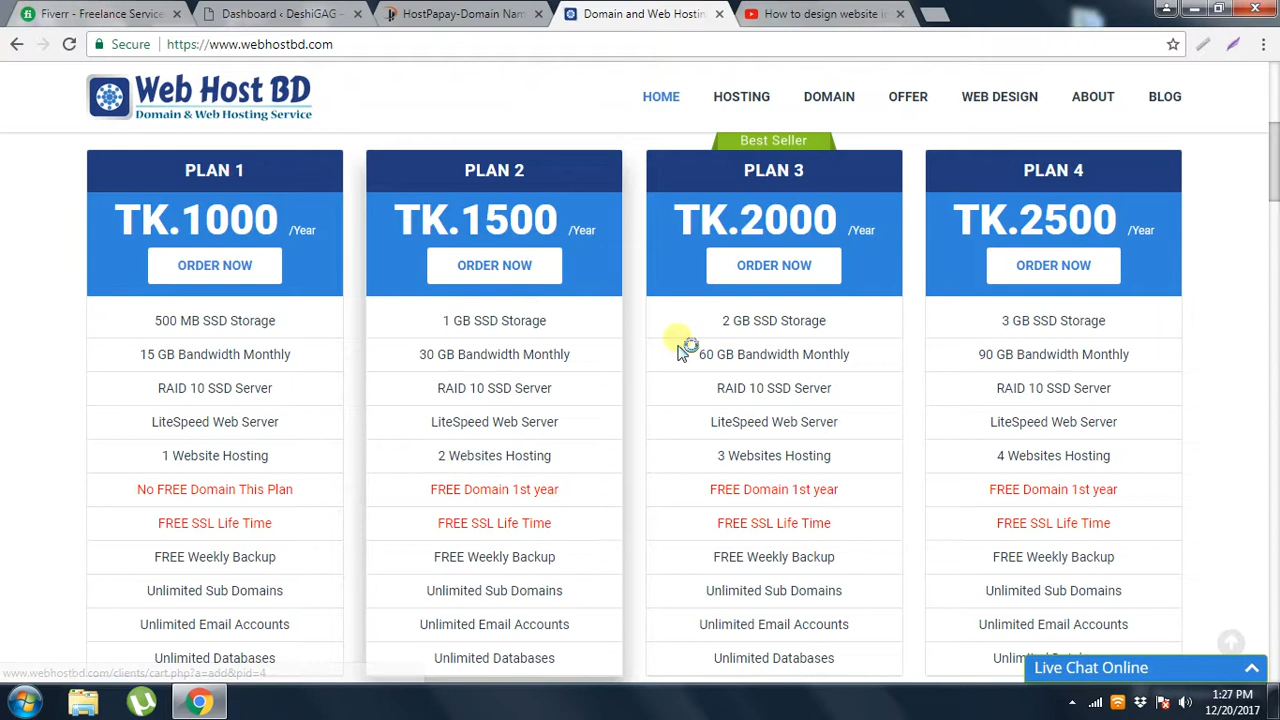 Fiverr - Freelance Service
Dashboard ‹ DeshiGAG –
HostPapay-Domain Nam
Domain and Web Hostin
How to design website i
Secure
https://www.webhostbd.com
Web Host BD
Domain & Web Hosting Service
HOME
HOSTING
DOMAIN
OFFER
WEB DESIGN
ABOUT
BLOG
Best Seller
PLAN 1
TK.1000 /Year
ORDER NOW
500 MB SSD Storage
15 GB Bandwidth Monthly
RAID 10 SSD Server
LiteSpeed Web Server
1 Website Hosting
No FREE Domain This Plan
FREE SSL Life Time
FREE Weekly Backup
Unlimited Sub Domains
Unlimited Email Accounts
Unlimited Databases
PLAN 2
TK.1500 /Year
ORDER NOW
1 GB SSD Storage
30 GB Bandwidth Monthly
RAID 10 SSD Server
LiteSpeed Web Server
2 Websites Hosting
FREE Domain 1st year
FREE SSL Life Time
FREE Weekly Backup
Unlimited Sub Domains
Unlimited Email Accounts
Unlimited Databases
PLAN 3
TK.2000 /Year
ORDER NOW
2 GB SSD Storage
60 GB Bandwidth Monthly
RAID 10 SSD Server
LiteSpeed Web Server
3 Websites Hosting
FREE Domain 1st year
FREE SSL Life Time
FREE Weekly Backup
Unlimited Sub Domains
Unlimited Email Accounts
Unlimited Databases
PLAN 4
TK.2500 /Year
ORDER NOW
3 GB SSD Storage
90 GB Bandwidth Monthly
RAID 10 SSD Server
LiteSpeed Web Server
4 Websites Hosting
FREE Domain 1st year
FREE SSL Life Time
FREE Weekly Backup
Unlimited Sub Domains
Unlimited Email Accounts
Live Chat Online
www.webhostbd.com/clients/cart.php?a=add&pid=4
1:27 PM
12/20/2017